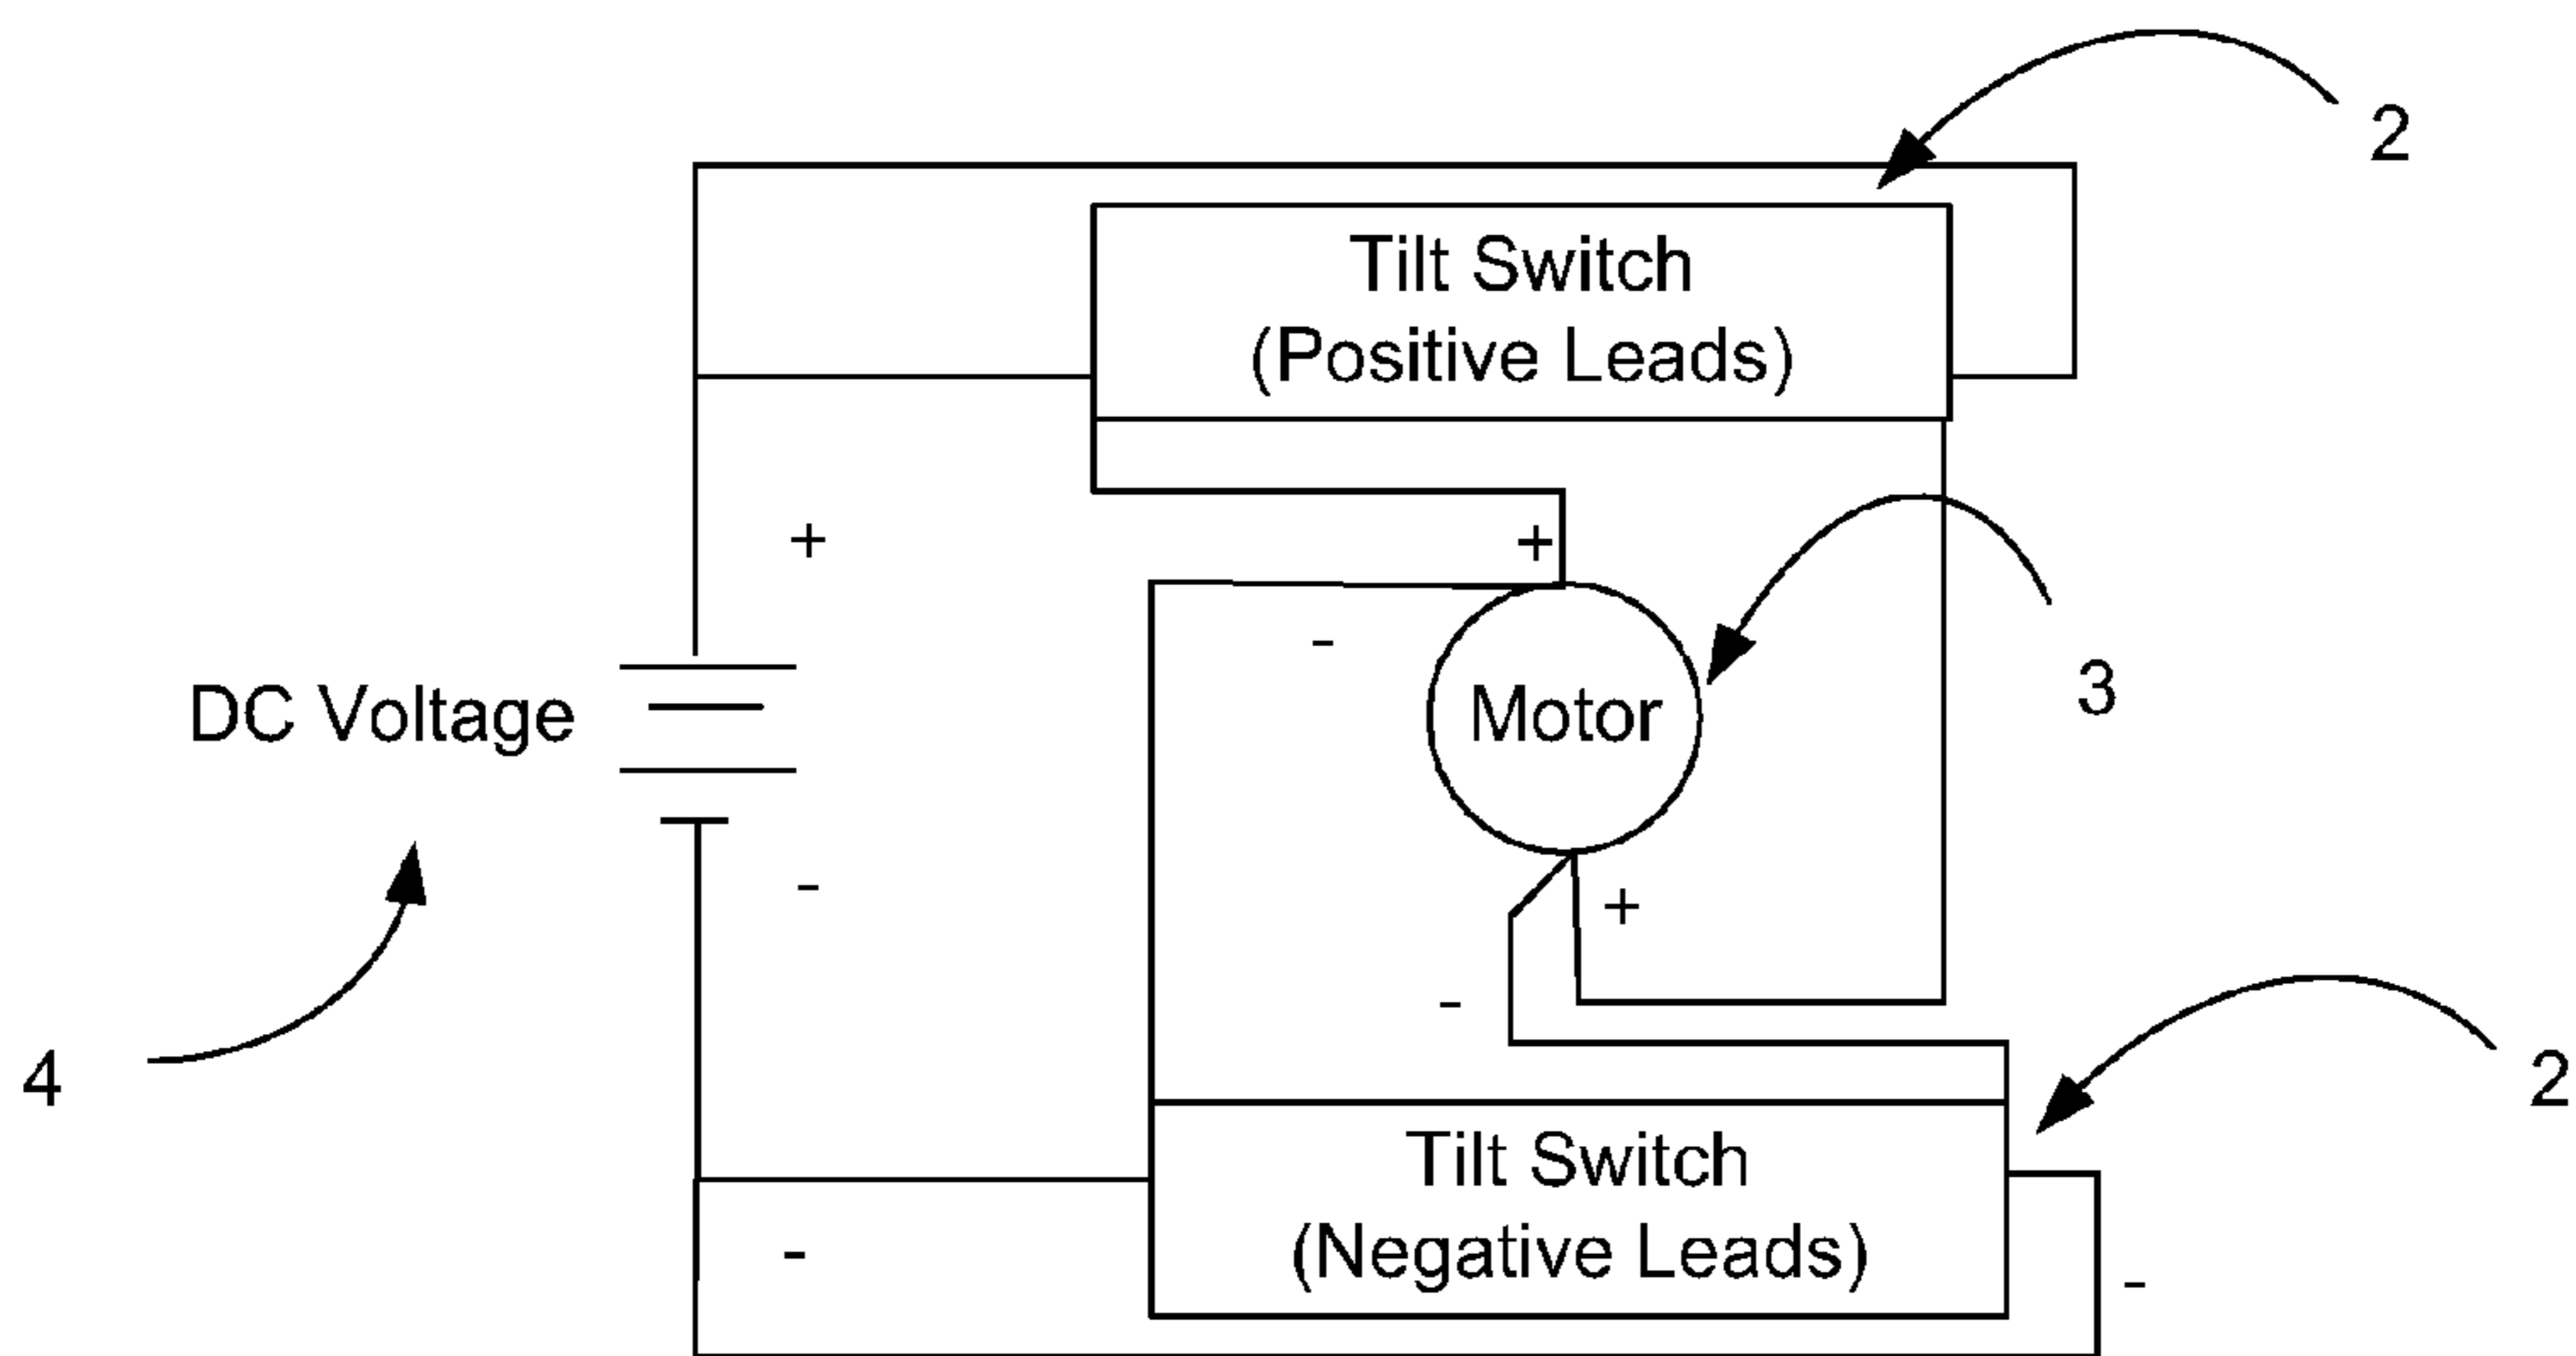 2
Tilt Switch
(Positive Leads)
+
+
-
3
DC Voltage
Motor
-
+
-
2
4
Tilt Switch
-
(Negative Leads)
-